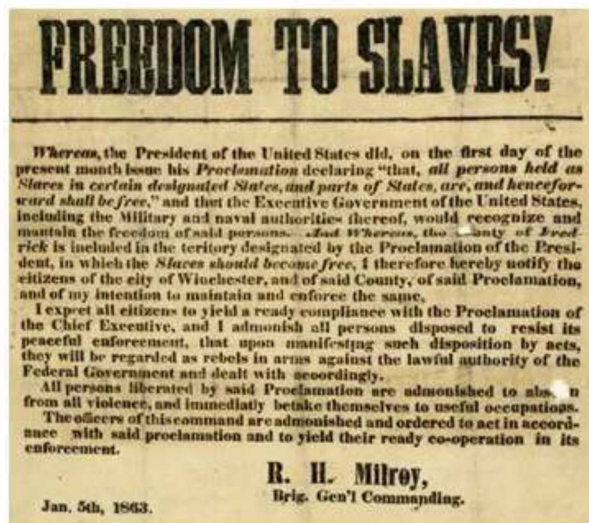 FREEDOM TO SLAVES!
Whereas, the President of the United States did, on the first day of the
present month issue his Proclamation declaring "that, all persons held as
Slaves in certain designated States, and parts of States, are, and hencefor-
ward shall be free," and that the Executive Government of the United States,
including the Military and naval authorities thereof, would recognize and
mantain the freedom of said persons. And Whereas, the of Fred
rick is included in the teritory designated by the Proclamation of the Presi-
dent, in which the Slaves should become free, I therefore hereby notify the
citizens of the city of Winchester, and of said County, of said Proclamation,
and of my intention to maintain and enforce the same.
I expect all citizens to yield a ready compliance with the Proclamation of
the Chief Executive, and I admonish all persons disposed to resist its
peaceful enforcement, that upon manifesting such disposition by acts,
they will be regarded as rebels in arms against the lawful authority of the
Federal Government and dealt with accordingly.
All persons liberated by said Proclamation are admonished to
from all violence, and immediatly betake themselves to useful occupations.
The officers of this command are admonished and ordered to act in accord-
ance with said proclamation and to yield their ready co-operation in its
enforcement.
R. H. Milroy,
Brig. Gen'l Commanding.
Jan. 5th, 1863.